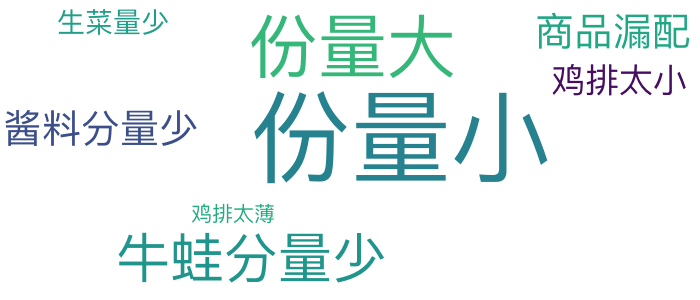 生菜量少
份量大
商品漏配
鸡排太小
酱料分量少
份量小
鸡排太薄
牛蛙分量少